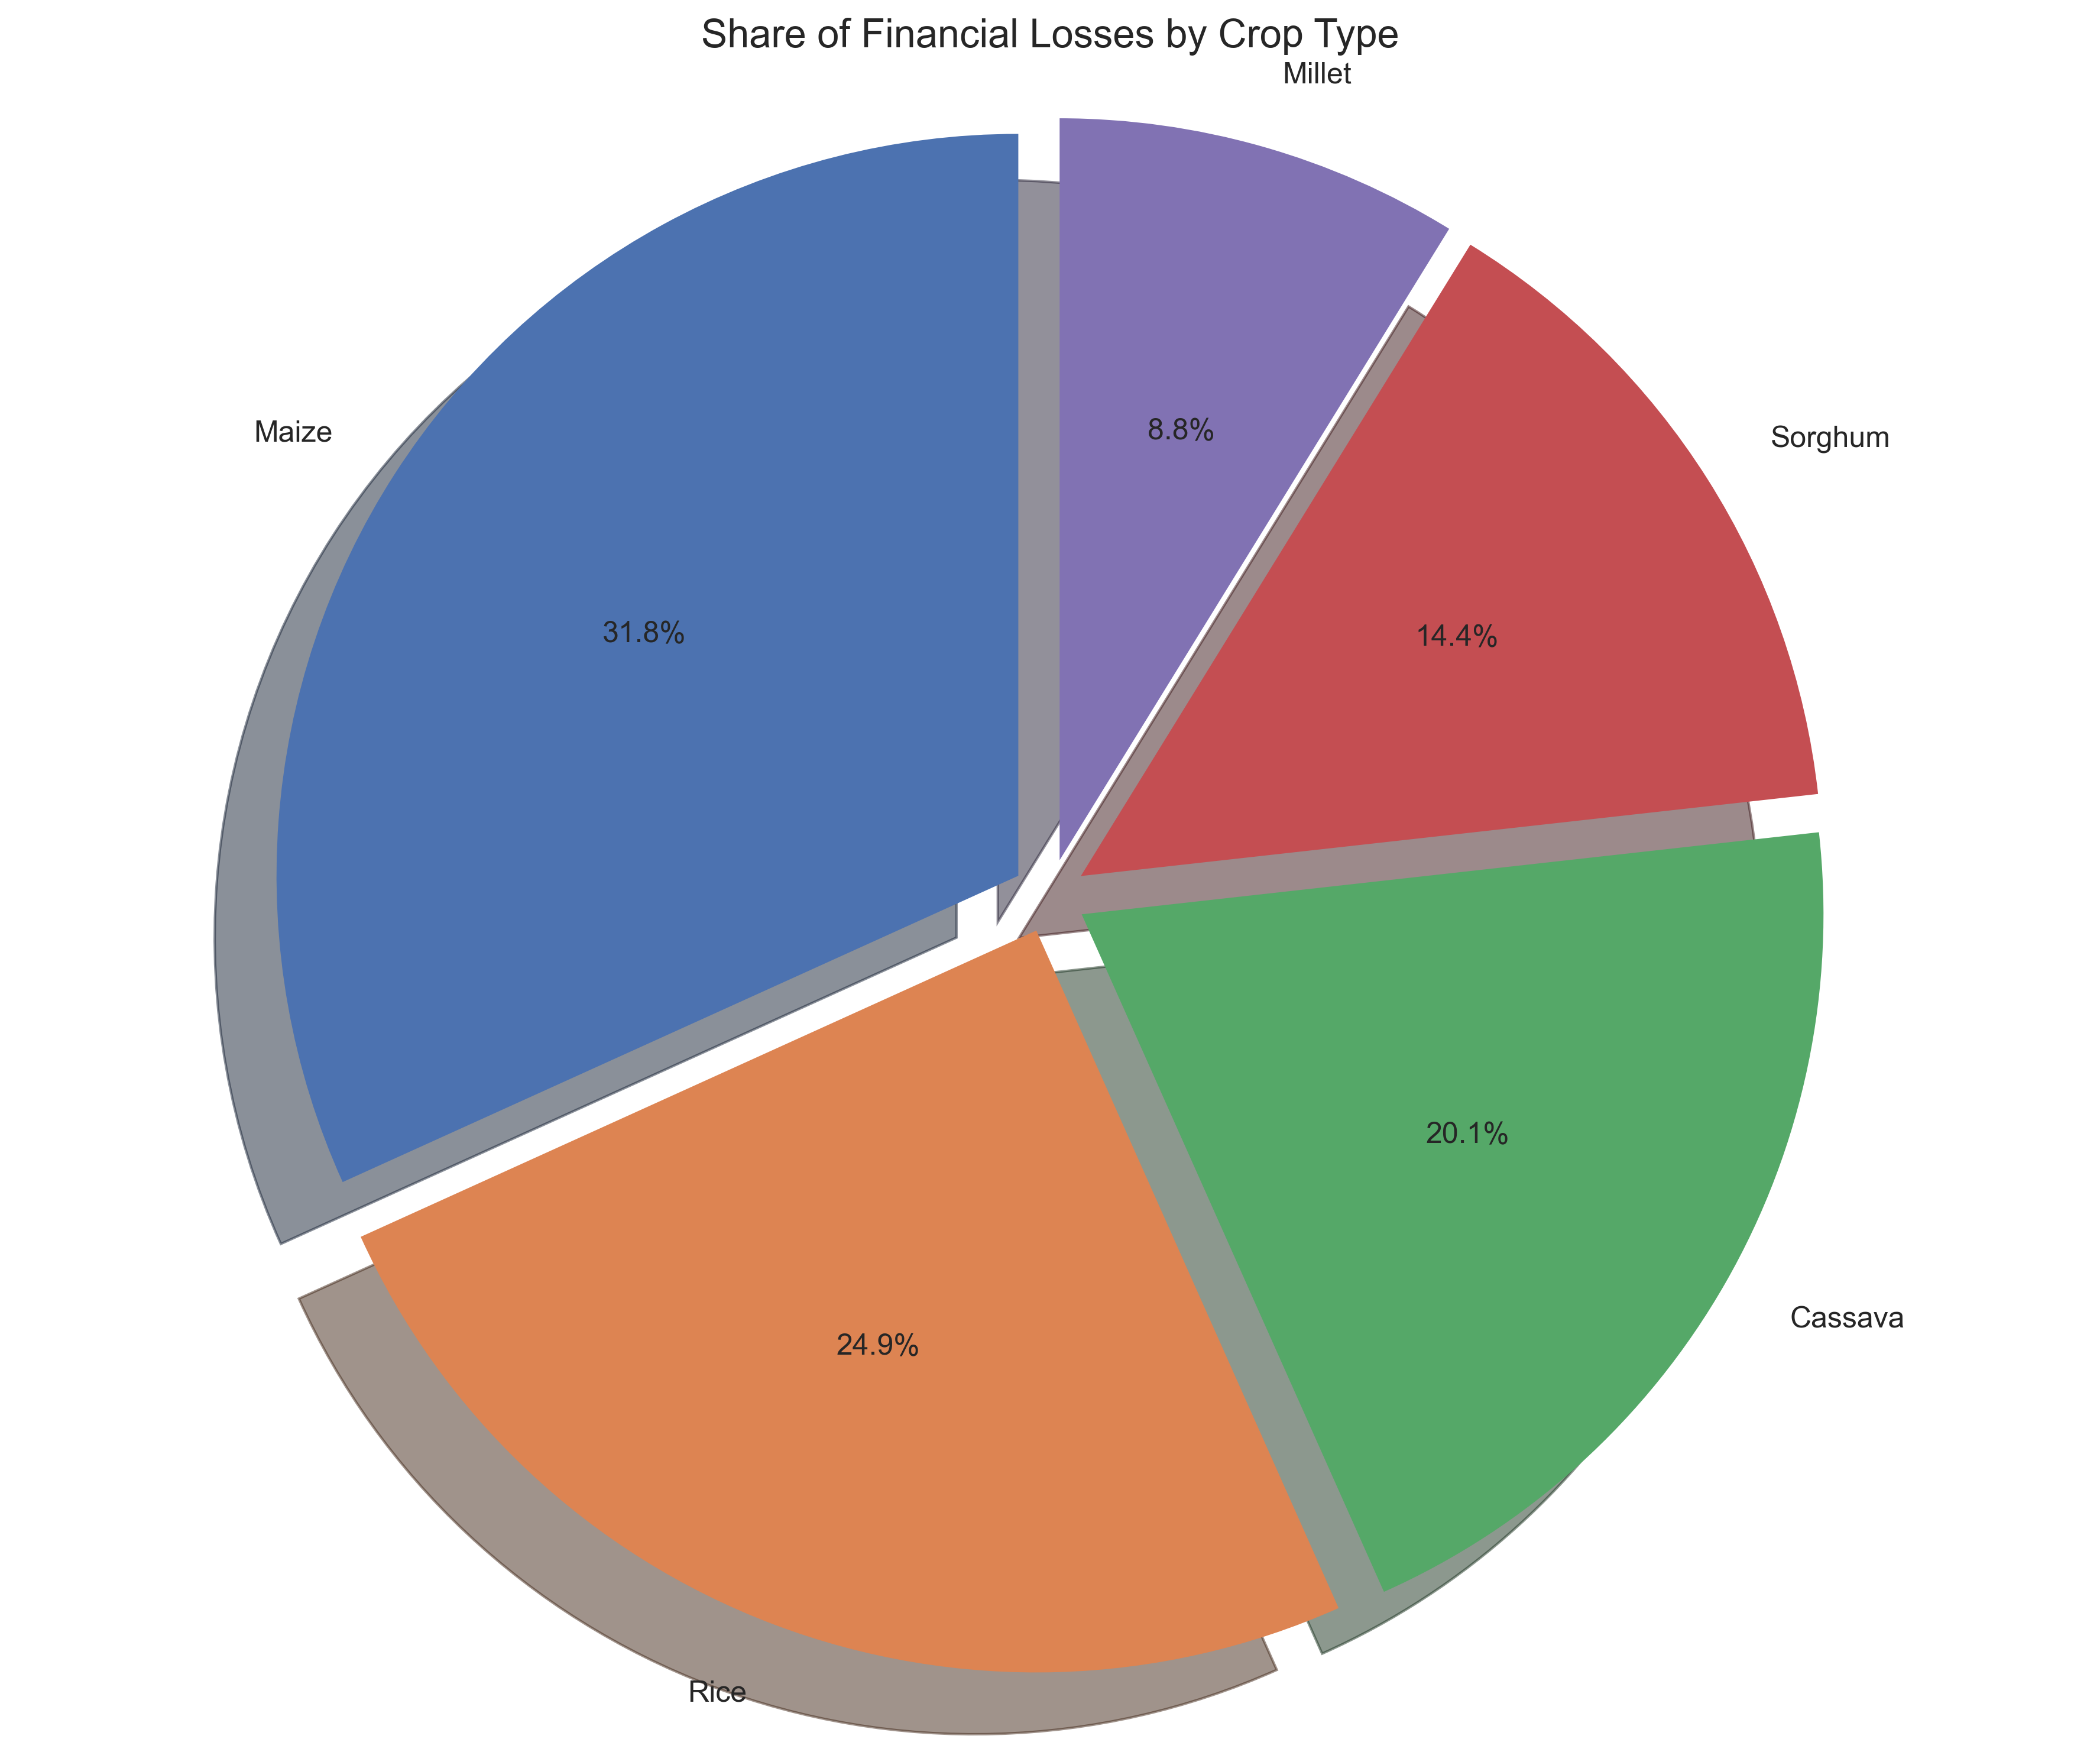 Share of Financial Losses by Crop Type
Millet
Maize
Sorghum
8.8%
31.8%
14.4%
20.1%
Cassava
24.9%
Rice